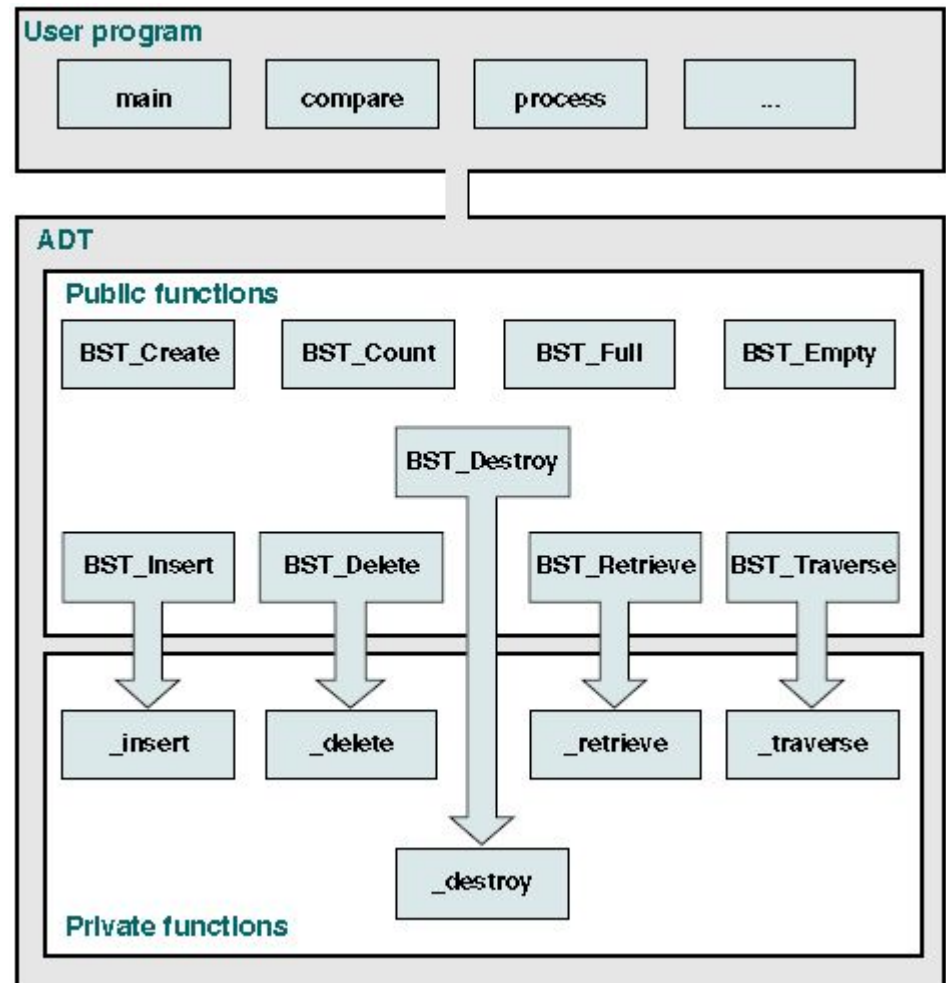 User program
main
compare
process
...
ADT
Public functions
BST_Create
BST_Count
BST_Full
BST_Empty
BST_Destroy
BST_Insert
BST_Delete
BST_Retrieve
BST_Traverse
_insert
_delete
_retrieve
_traverse
_destroy
Private functions